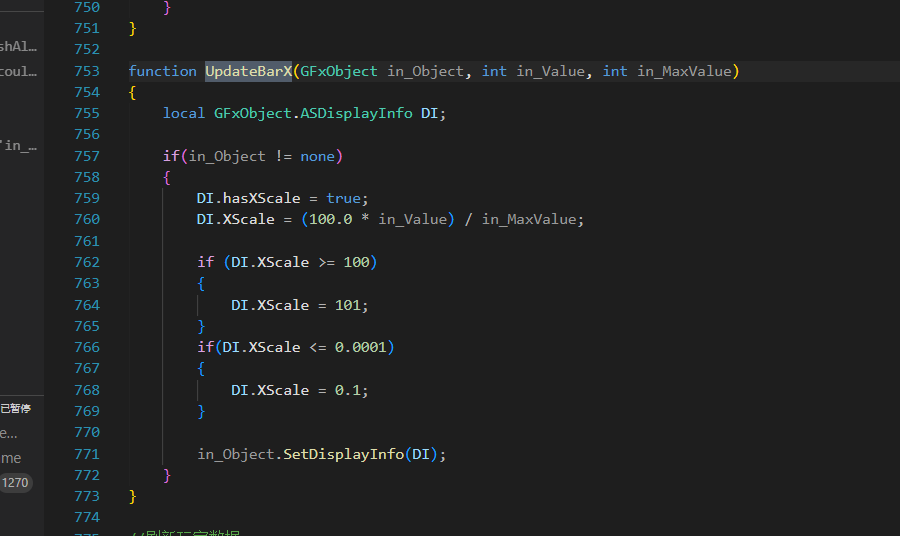 750 }
751 }
752
753 function UpdateBarX(GFxObject in_Object, int in_Value, int in_MaxValue)
754 {
755 local GFxObject.ASDisplayInfo DI;
756
757 if(in_Object != none)
758 {
759 DI.hasXScale = true;
760 DI.XScale = (100.0 * in_Value) / in_MaxValue;
761
762 if (DI.XScale >= 100)
763 {
764 DI.XScale = 101;
765 }
766 if(DI.XScale <= 0.0001)
767 {
768 DI.XScale = 0.1;
769 }
770
771 in_Object.SetDisplayInfo(DI);
772 }
773 }
774
shAl...
coul...
'in_...
已暂停
e...
me
1270